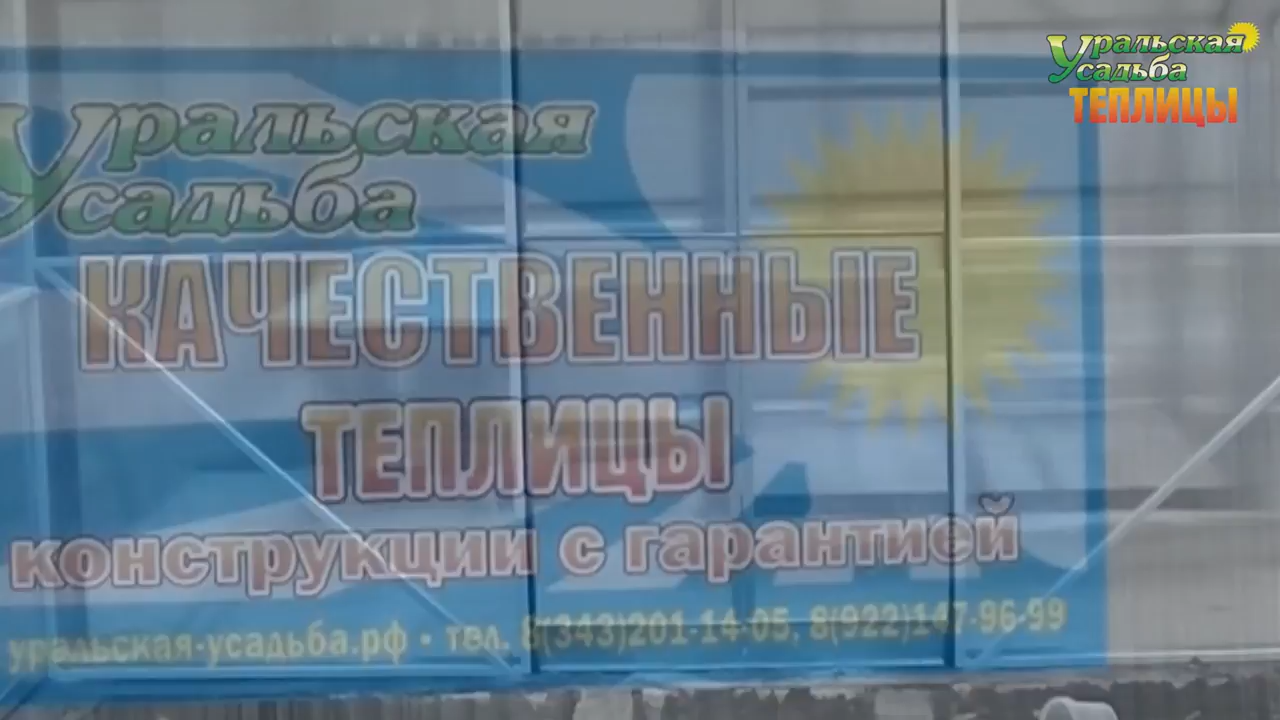 Уральская
Усадьба
ТЕПЛИЦЫ
Уральская
Усадьба
КАЧЕСТВЕННЫЕ
ТЕПЛИЦЫ
конструкции с гарантией
уральская-усадьба.рф • тел. 8(343)201-14-05, 8(922)147-96-99